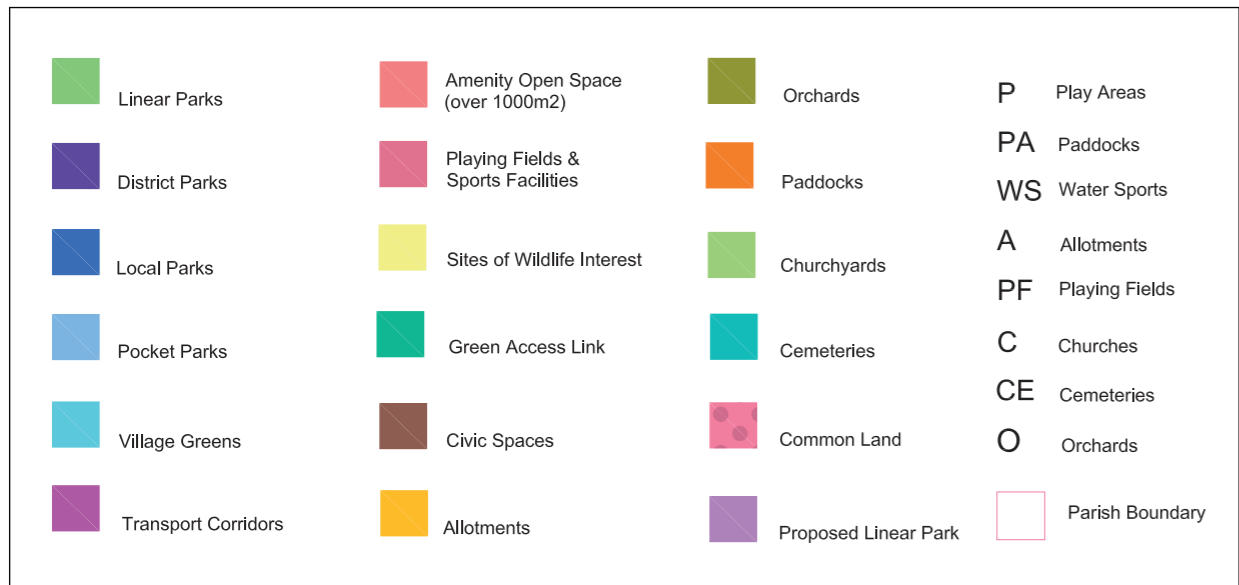 Linear Parks
District Parks
Local Parks
Pocket Parks
Village Greens
Transport Corridors
Amenity Open Space
(over 1000m2)
Playing Fields &
Sports Facilities
Sites of Wildlife Interest
Green Access Link
Civic Spaces
Allotments
Orchards
Paddocks
Churchyards
Cemeteries
Common Land
Proposed Linear Park
P Play Areas
PA Paddocks
WS Water Sports
A Allotments
PF Playing Fields
C Churches
CE Cemeteries
O Orchards
Parish Boundary